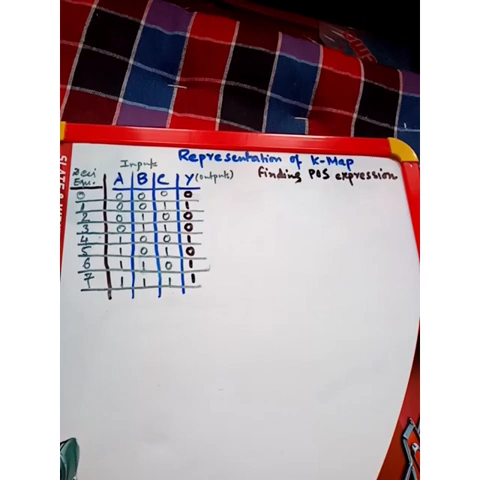 Representation of K-Map
finding POS expression
Inputs
Deci Equ. A B C Y (outputs)
0 0 0 0 0
1 0 0 1 0
2 0 1 0 1
3 0 1 1 1
4 1 0 0 1
5 1 0 1 0
6 1 1 0 1
7 1 1 1 1